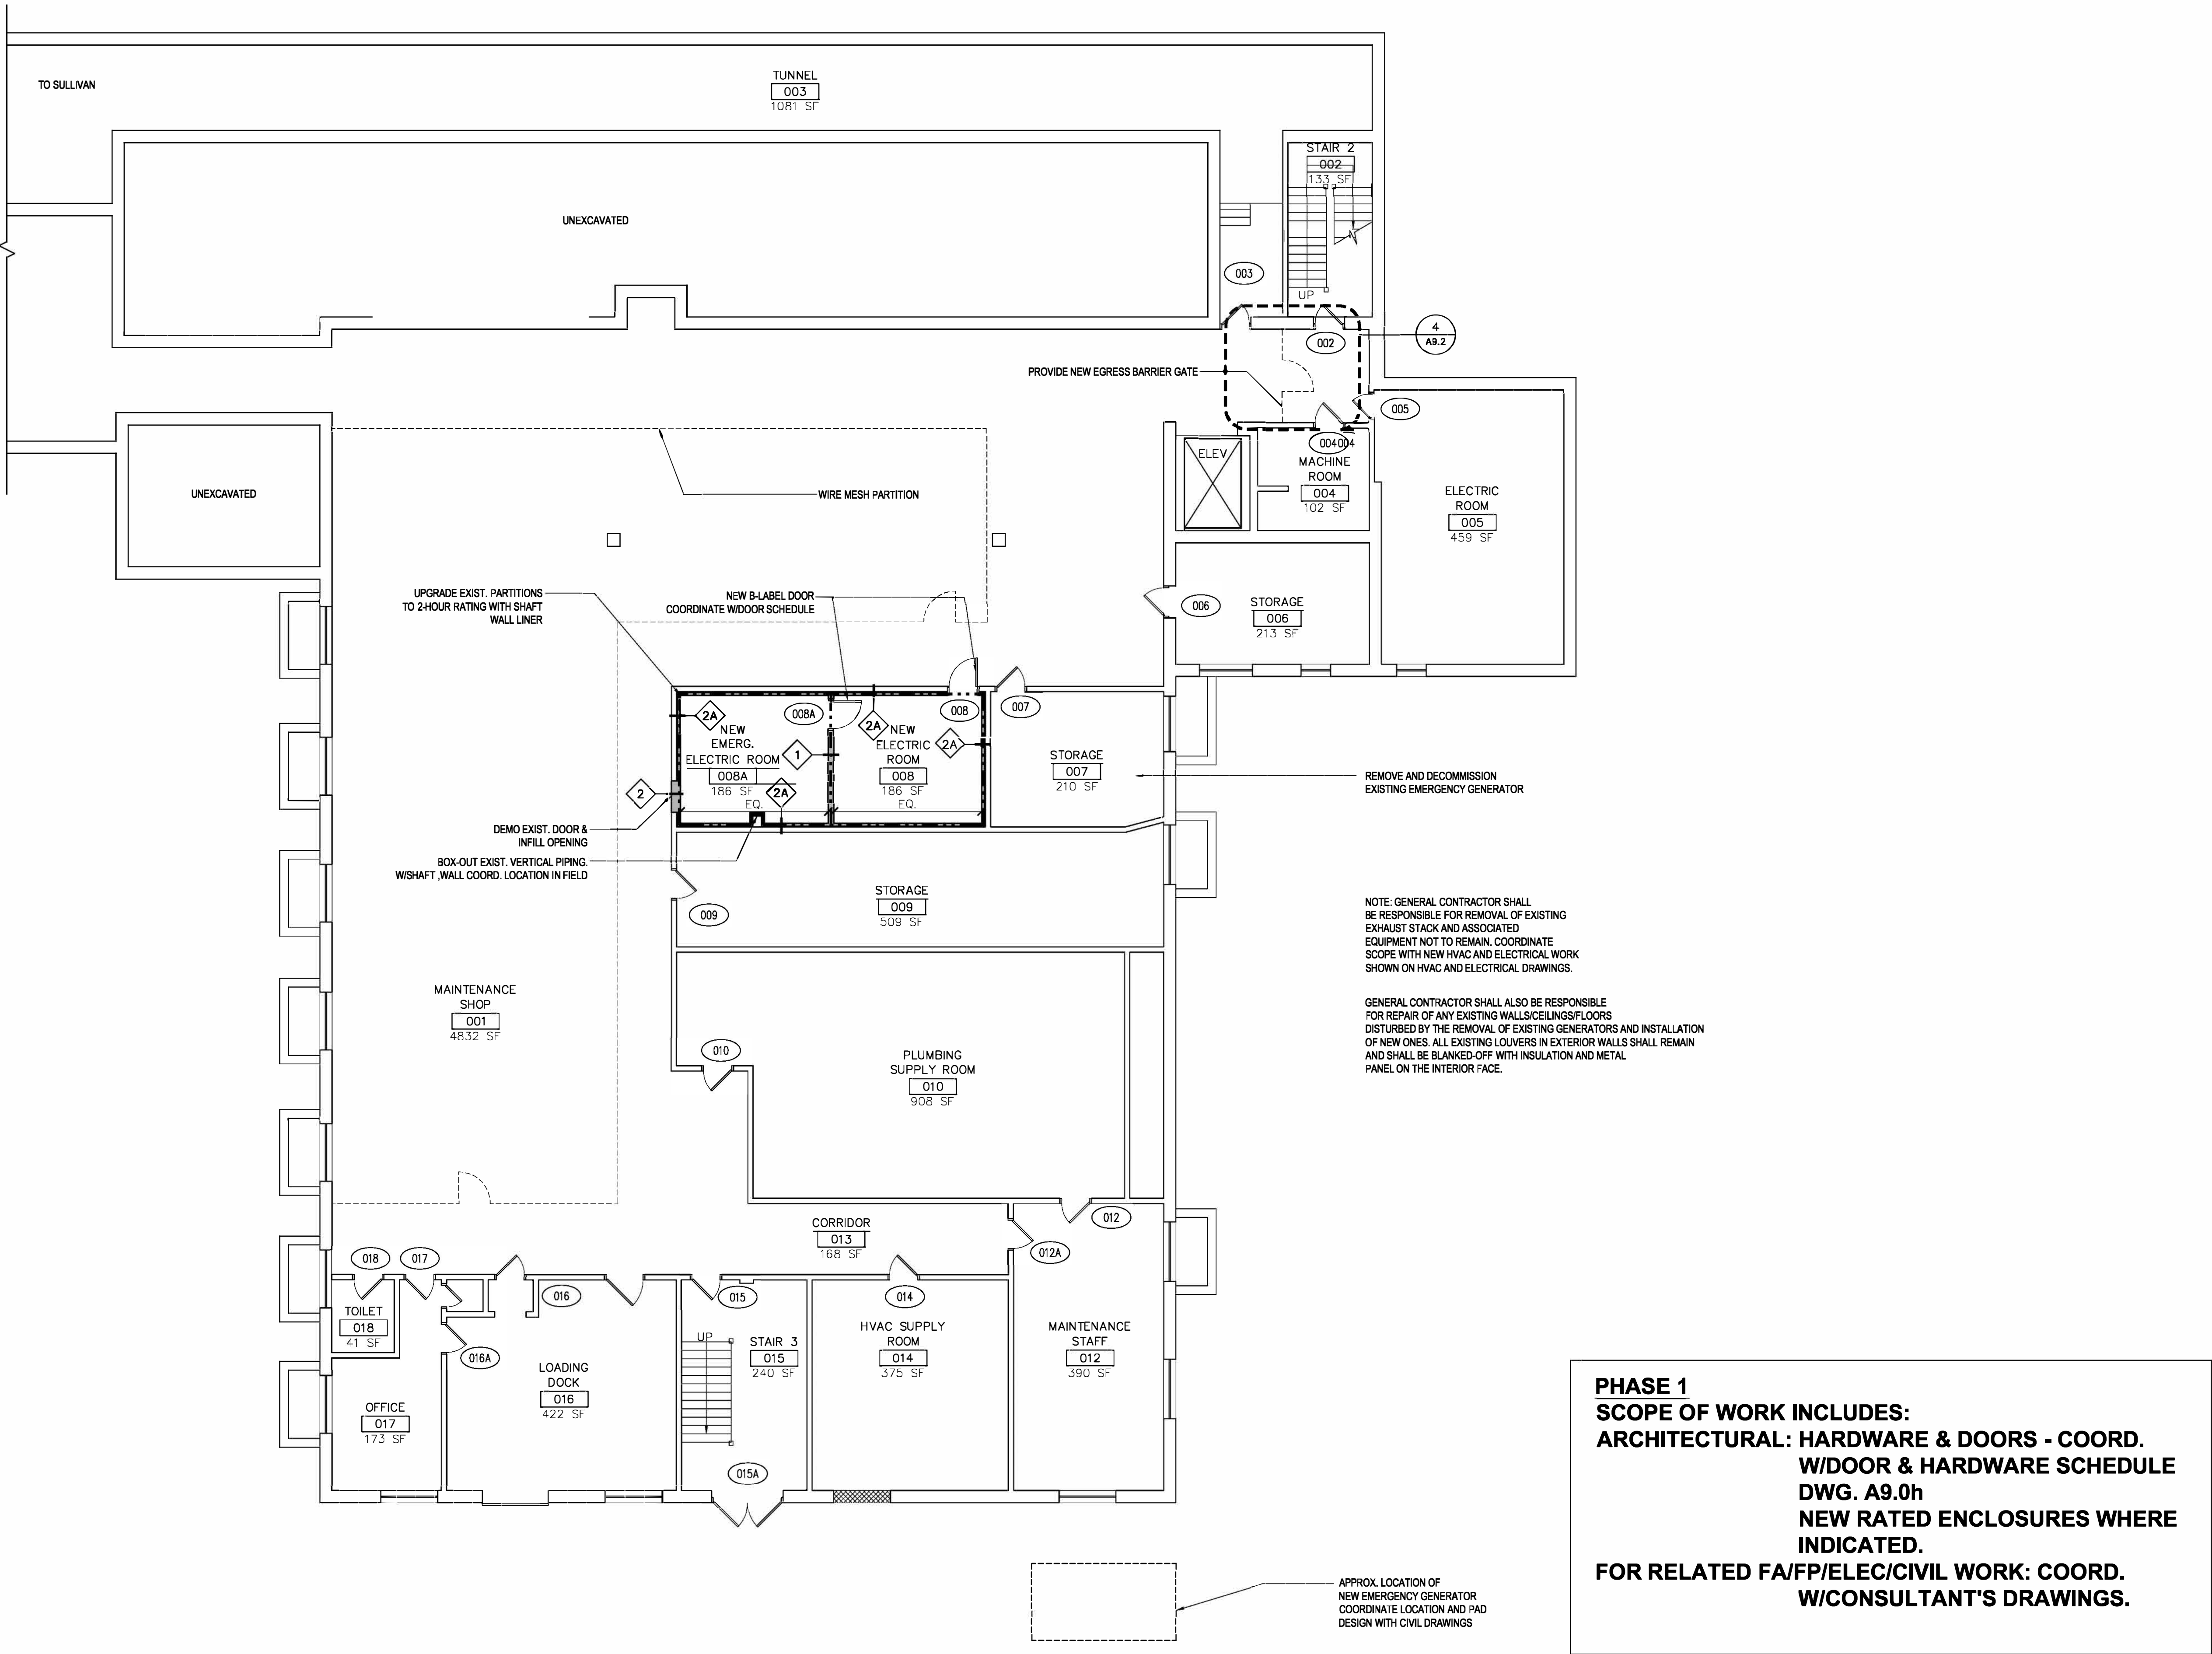 TO SULLIVAN
TUNNEL
003
1081 SF
STAIR 2
002
133 SF
UNEXCAVATED
003
UP
002
4
A9.2
PROVIDE NEW EGRESS BARRIER GATE
005
004004
ELEV
MACHINE
ROOM
004
102 SF
ELECTRIC
ROOM
005
459 SF
UNEXCAVATED
WIRE MESH PARTITION
UPGRADE EXIST. PARTITIONS
TO 2-HOUR RATING WITH SHAFT
WALL LINER
NEW B-LABEL DOOR
COORDINATE W/DOOR SCHEDULE
006
STORAGE
006
213 SF
2A
008A
2A
008
007
NEW
EMERG.
ELECTRIC ROOM
008A
186 SF
EQ.
1
2A
NEW
ELECTRIC
ROOM
008
186 SF
EQ.
2A
STORAGE
007
210 SF
REMOVE AND DECOMMISSION
EXISTING EMERGENCY GENERATOR
2
DEMO EXIST. DOOR &
INFILL OPENING
BOX-OUT EXIST. VERTICAL PIPING.
W/SHAFT ,WALL COORD. LOCATION IN FIELD
009
STORAGE
009
509 SF
NOTE: GENERAL CONTRACTOR SHALL
BE RESPONSIBLE FOR REMOVAL OF EXISTING
EXHAUST STACK AND ASSOCIATED
EQUIPMENT NOT TO REMAIN. COORDINATE
SCOPE WITH NEW HVAC AND ELECTRICAL WORK
SHOWN ON HVAC AND ELECTRICAL DRAWINGS.
GENERAL CONTRACTOR SHALL ALSO BE RESPONSIBLE
FOR REPAIR OF ANY EXISTING WALLS/CEILINGS/FLOORS
DISTURBED BY THE REMOVAL OF EXISTING GENERATORS AND INSTALLATION
OF NEW ONES. ALL EXISTING LOUVERS IN EXTERIOR WALLS SHALL REMAIN
AND SHALL BE BLANKED-OFF WITH INSULATION AND METAL
PANEL ON THE INTERIOR FACE.
MAINTENANCE
SHOP
001
4832 SF
010
PLUMBING
SUPPLY ROOM
010
908 SF
CORRIDOR
013
168 SF
012
012A
018
017
016
015
014
TOILET
018
41 SF
016A
LOADING
DOCK
016
422 SF
UP
STAIR 3
015
240 SF
HVAC SUPPLY
ROOM
014
375 SF
MAINTENANCE
STAFF
012
390 SF
OFFICE
017
173 SF
015A
PHASE 1
SCOPE OF WORK INCLUDES:
ARCHITECTURAL: HARDWARE & DOORS - COORD.
W/DOOR & HARDWARE SCHEDULE
DWG. A9.0h
NEW RATED ENCLOSURES WHERE
INDICATED.
FOR RELATED FA/FP/ELEC/CIVIL WORK: COORD.
W/CONSULTANT'S DRAWINGS.
APPROX. LOCATION OF
NEW EMERGENCY GENERATOR
COORDINATE LOCATION AND PAD
DESIGN WITH CIVIL DRAWINGS